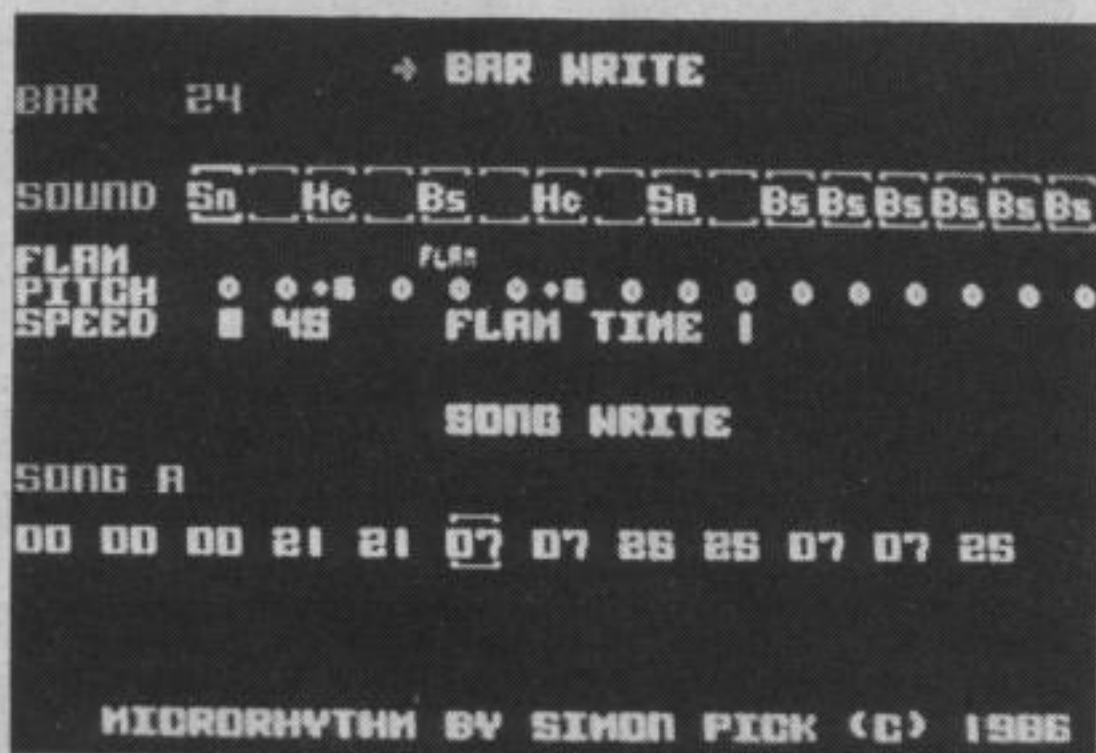 → BAR WRITE
BAR 24
SOUND Sn Hc Bs Hc Sn Bs Bs Bs Bs Bs Bs
FLAM FLAM
PITCH 0 0 0 0 0 0 0 0 0 0 0 0 0 0
SPEED 45 FLAM TIME 1
SONG WRITE
SONG A
00 00 00 21 21 07 07 25 25 07 07 25
MICRORHYTHM BY SIMON PICK (C) 1986